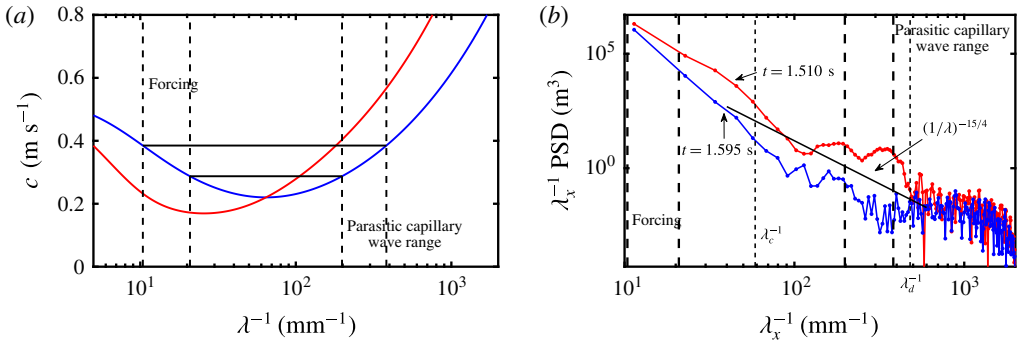 (a)
0.8
0.6
0.4
0.2
0
c (m s⁻¹)
Forcing
Parasitic capillary
wave range
10¹
10²
10³
λ⁻¹ (mm⁻¹)
(b)
10⁵
10⁰
λₓ⁻¹ PSD (m³)
Parasitic capillary
wave range
t = 1.510 s
(1/λ)⁻¹⁵/⁴
t = 1.595 s
Forcing
λc⁻¹
λd⁻¹
10¹
10²
10³
λₓ⁻¹ (mm⁻¹)